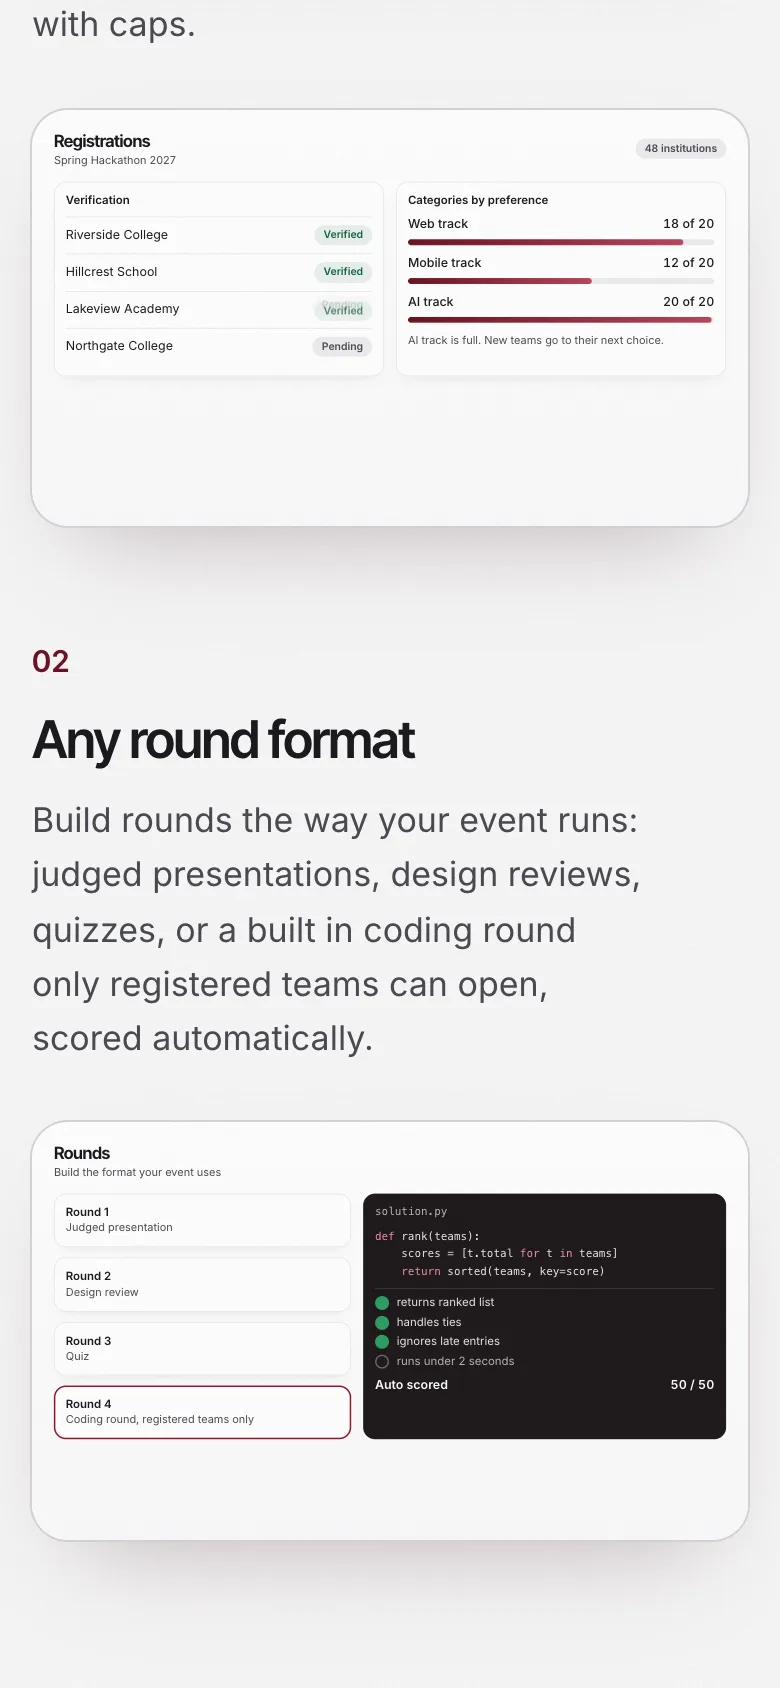 with caps.
Registrations
Spring Hackathon 2027
48 institutions
Verification
Riverside College Verified
Hillcrest School Verified
Lakeview Academy Pending Verified
Northgate College Pending
Categories by preference
Web track 18 of 20
Mobile track 12 of 20
AI track 20 of 20
AI track is full. New teams go to their next choice.
02
Any round format
Build rounds the way your event runs:
judged presentations, design reviews,
quizzes, or a built in coding round
only registered teams can open,
scored automatically.
Rounds
Build the format your event uses
Round 1
Judged presentation
Round 2
Design review
Round 3
Quiz
Round 4
Coding round, registered teams only
solution.py
def rank(teams):
    scores = [t.total for t in teams]
    return sorted(teams, key=score)
returns ranked list
handles ties
ignores late entries
runs under 2 seconds
Auto scored 50 / 50